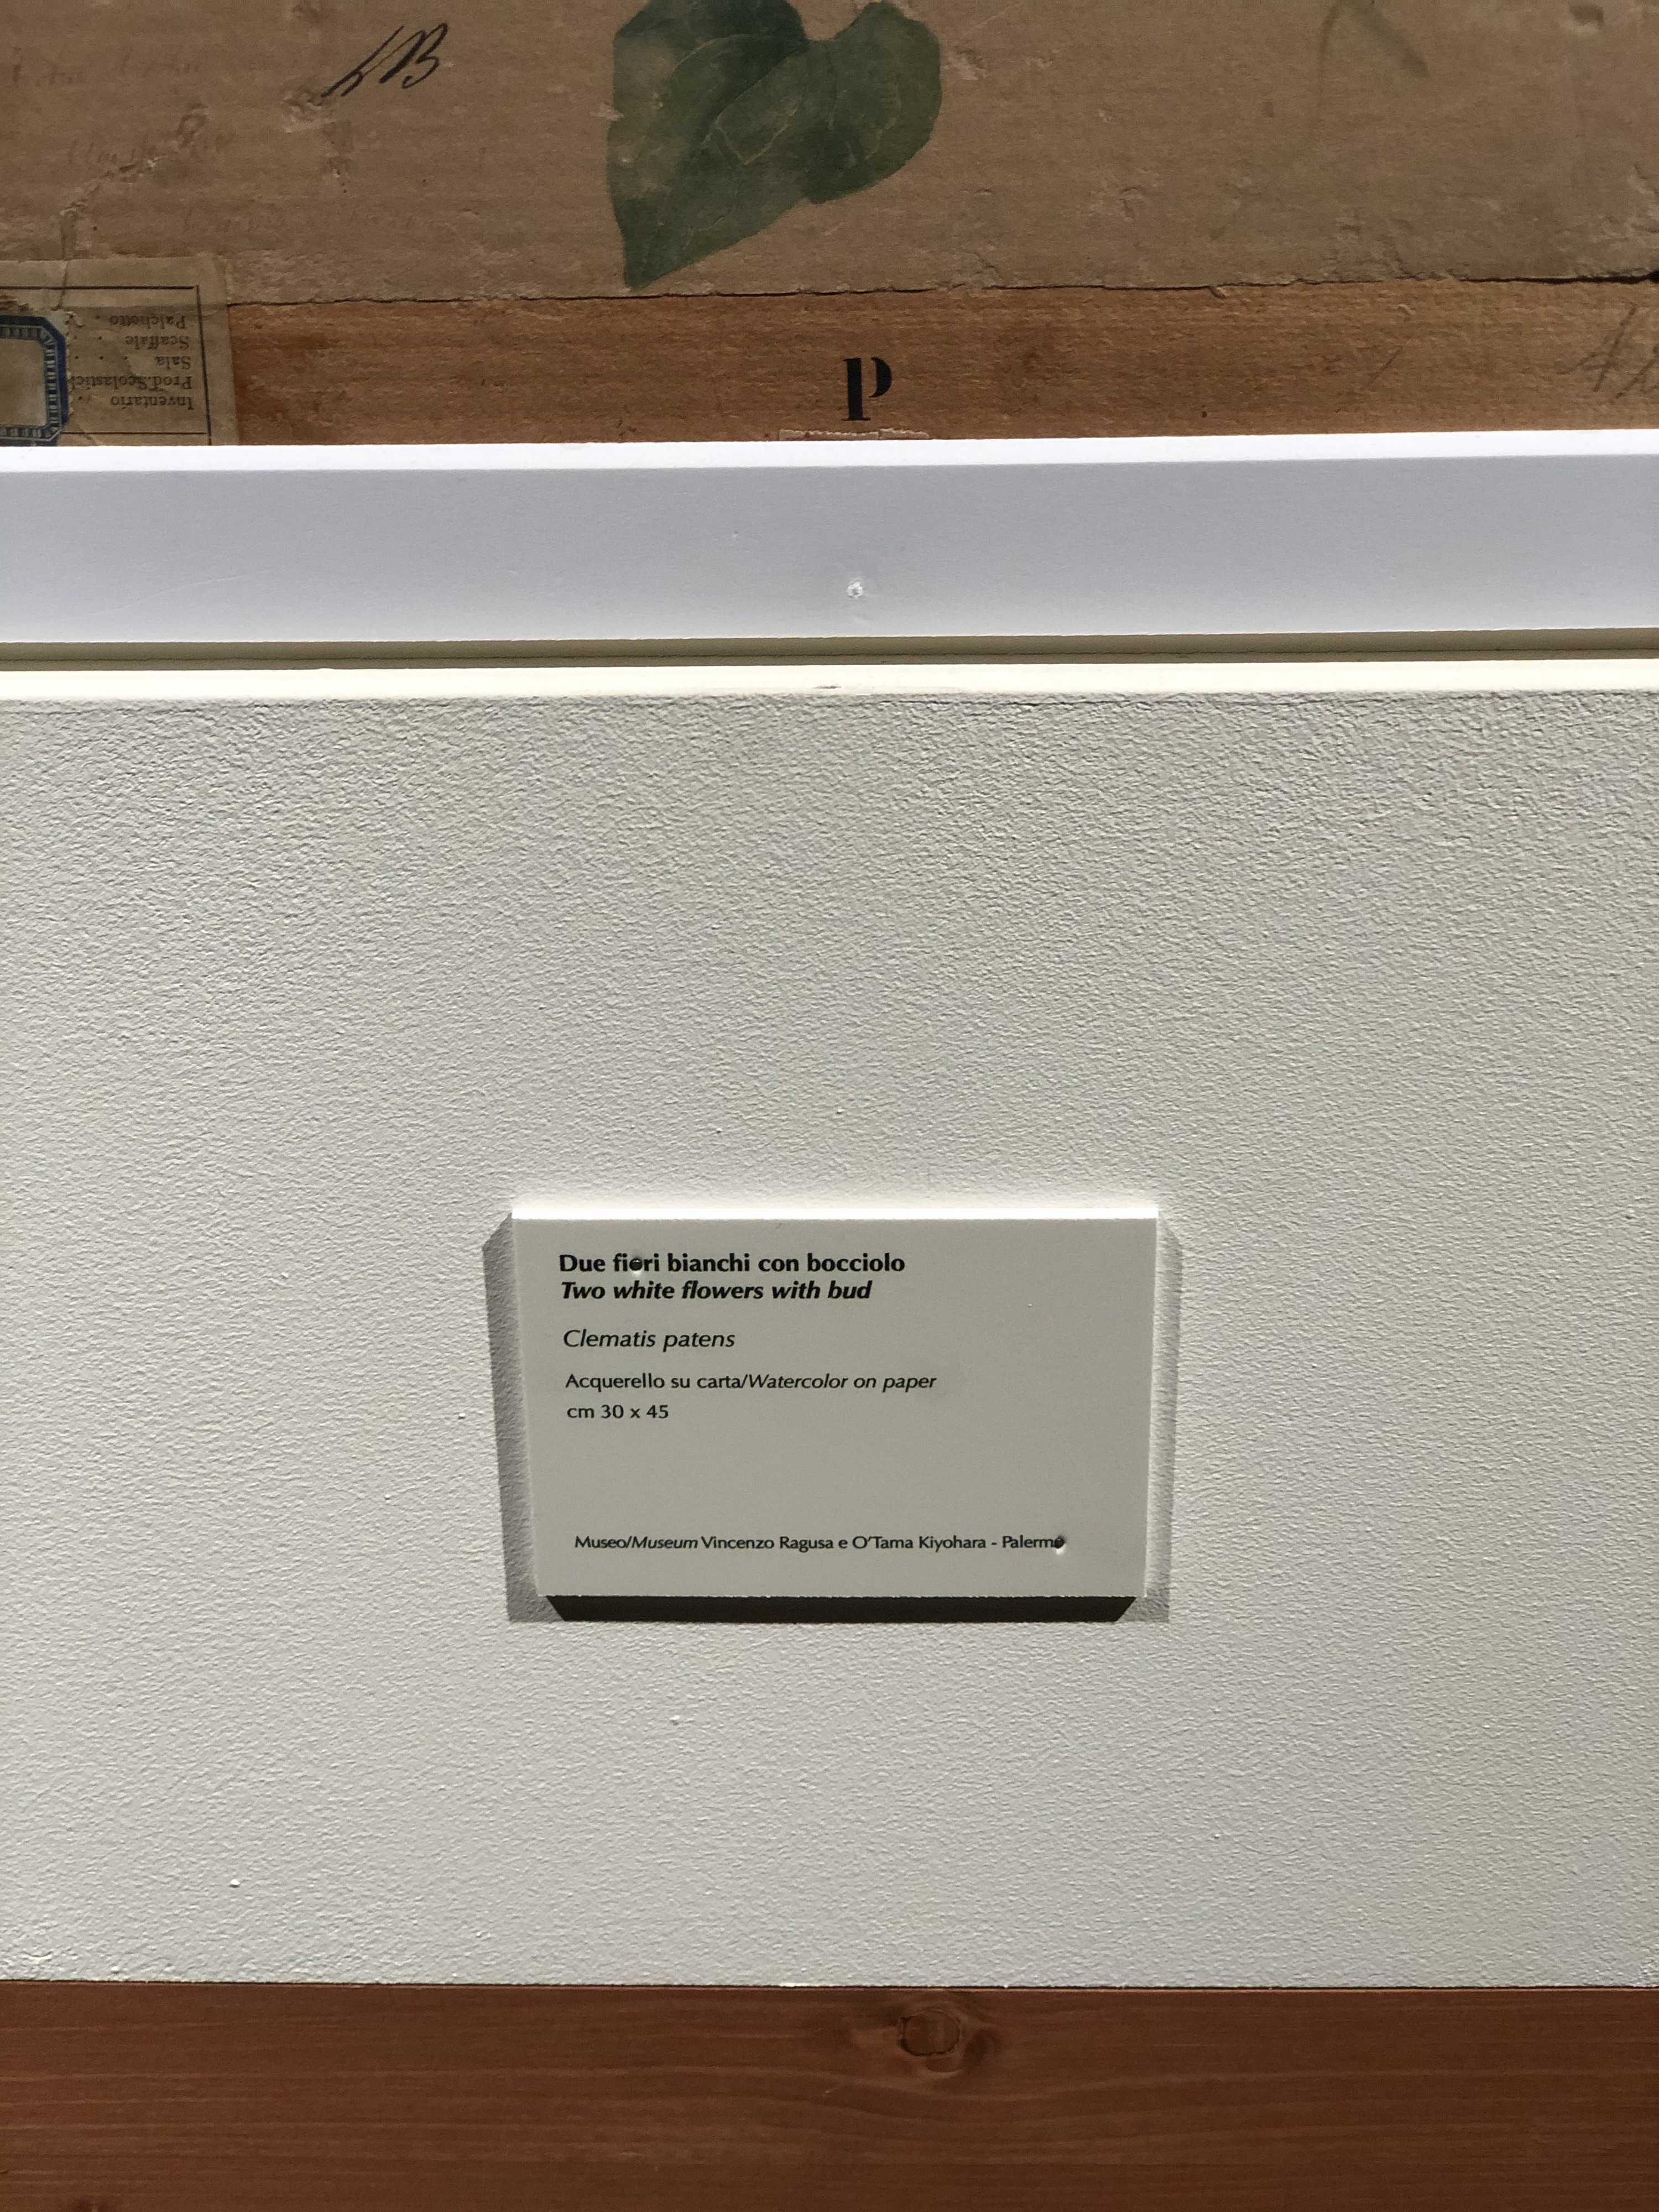 P
Palchetto
Scaffale
Sala
Prod. Scolastici
Inventario
Due fiori bianchi con bocciolo
Two white flowers with bud
Clematis patens
Acquerello su carta/Watercolor on paper
cm 30 x 45
Museo/Museum Vincenzo Ragusa e O'Tama Kiyohara - Palermo